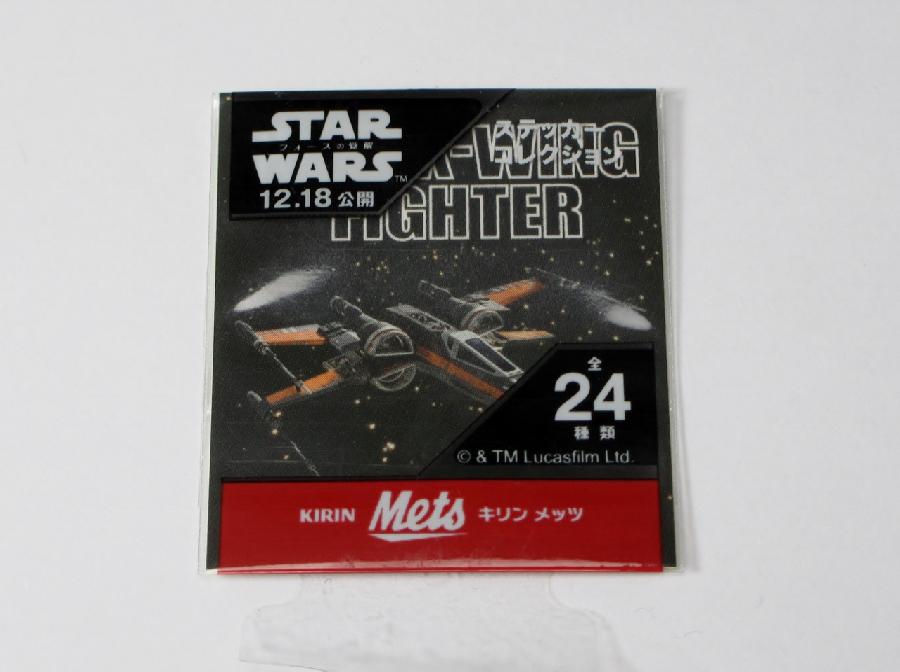 STAR
フォースの覚醒
WARS™
12.18 公開
ステッカー
コレクション
X-WING
FIGHTER
全
24
種類
© & TM Lucasfilm Ltd.
KIRIN Mets キリン メッツ